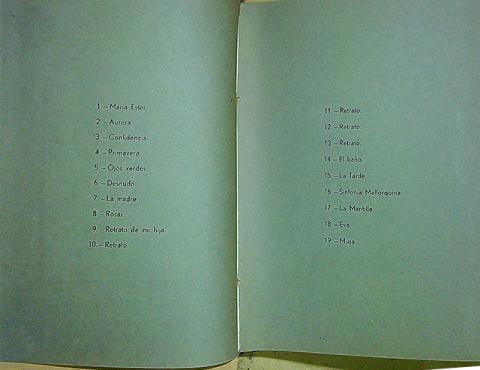 1.—María Ester.
2.—Aurora.
3.—Confidencia.
4.—Primavera.
5.—Ojos verdes.
6.—Desnudo.
7.—La madre.
8.—Rosas.
9.—Retrato de mi hija.
10.—Retrato.
11.—Retrato.
12.—Retrato.
13.—Retrato.
14.—El baño.
15.—La Tarde.
16.—Sinfonía Mallorquina.
17.—La Mantilla.
18.—Eva.
19.—Musa.